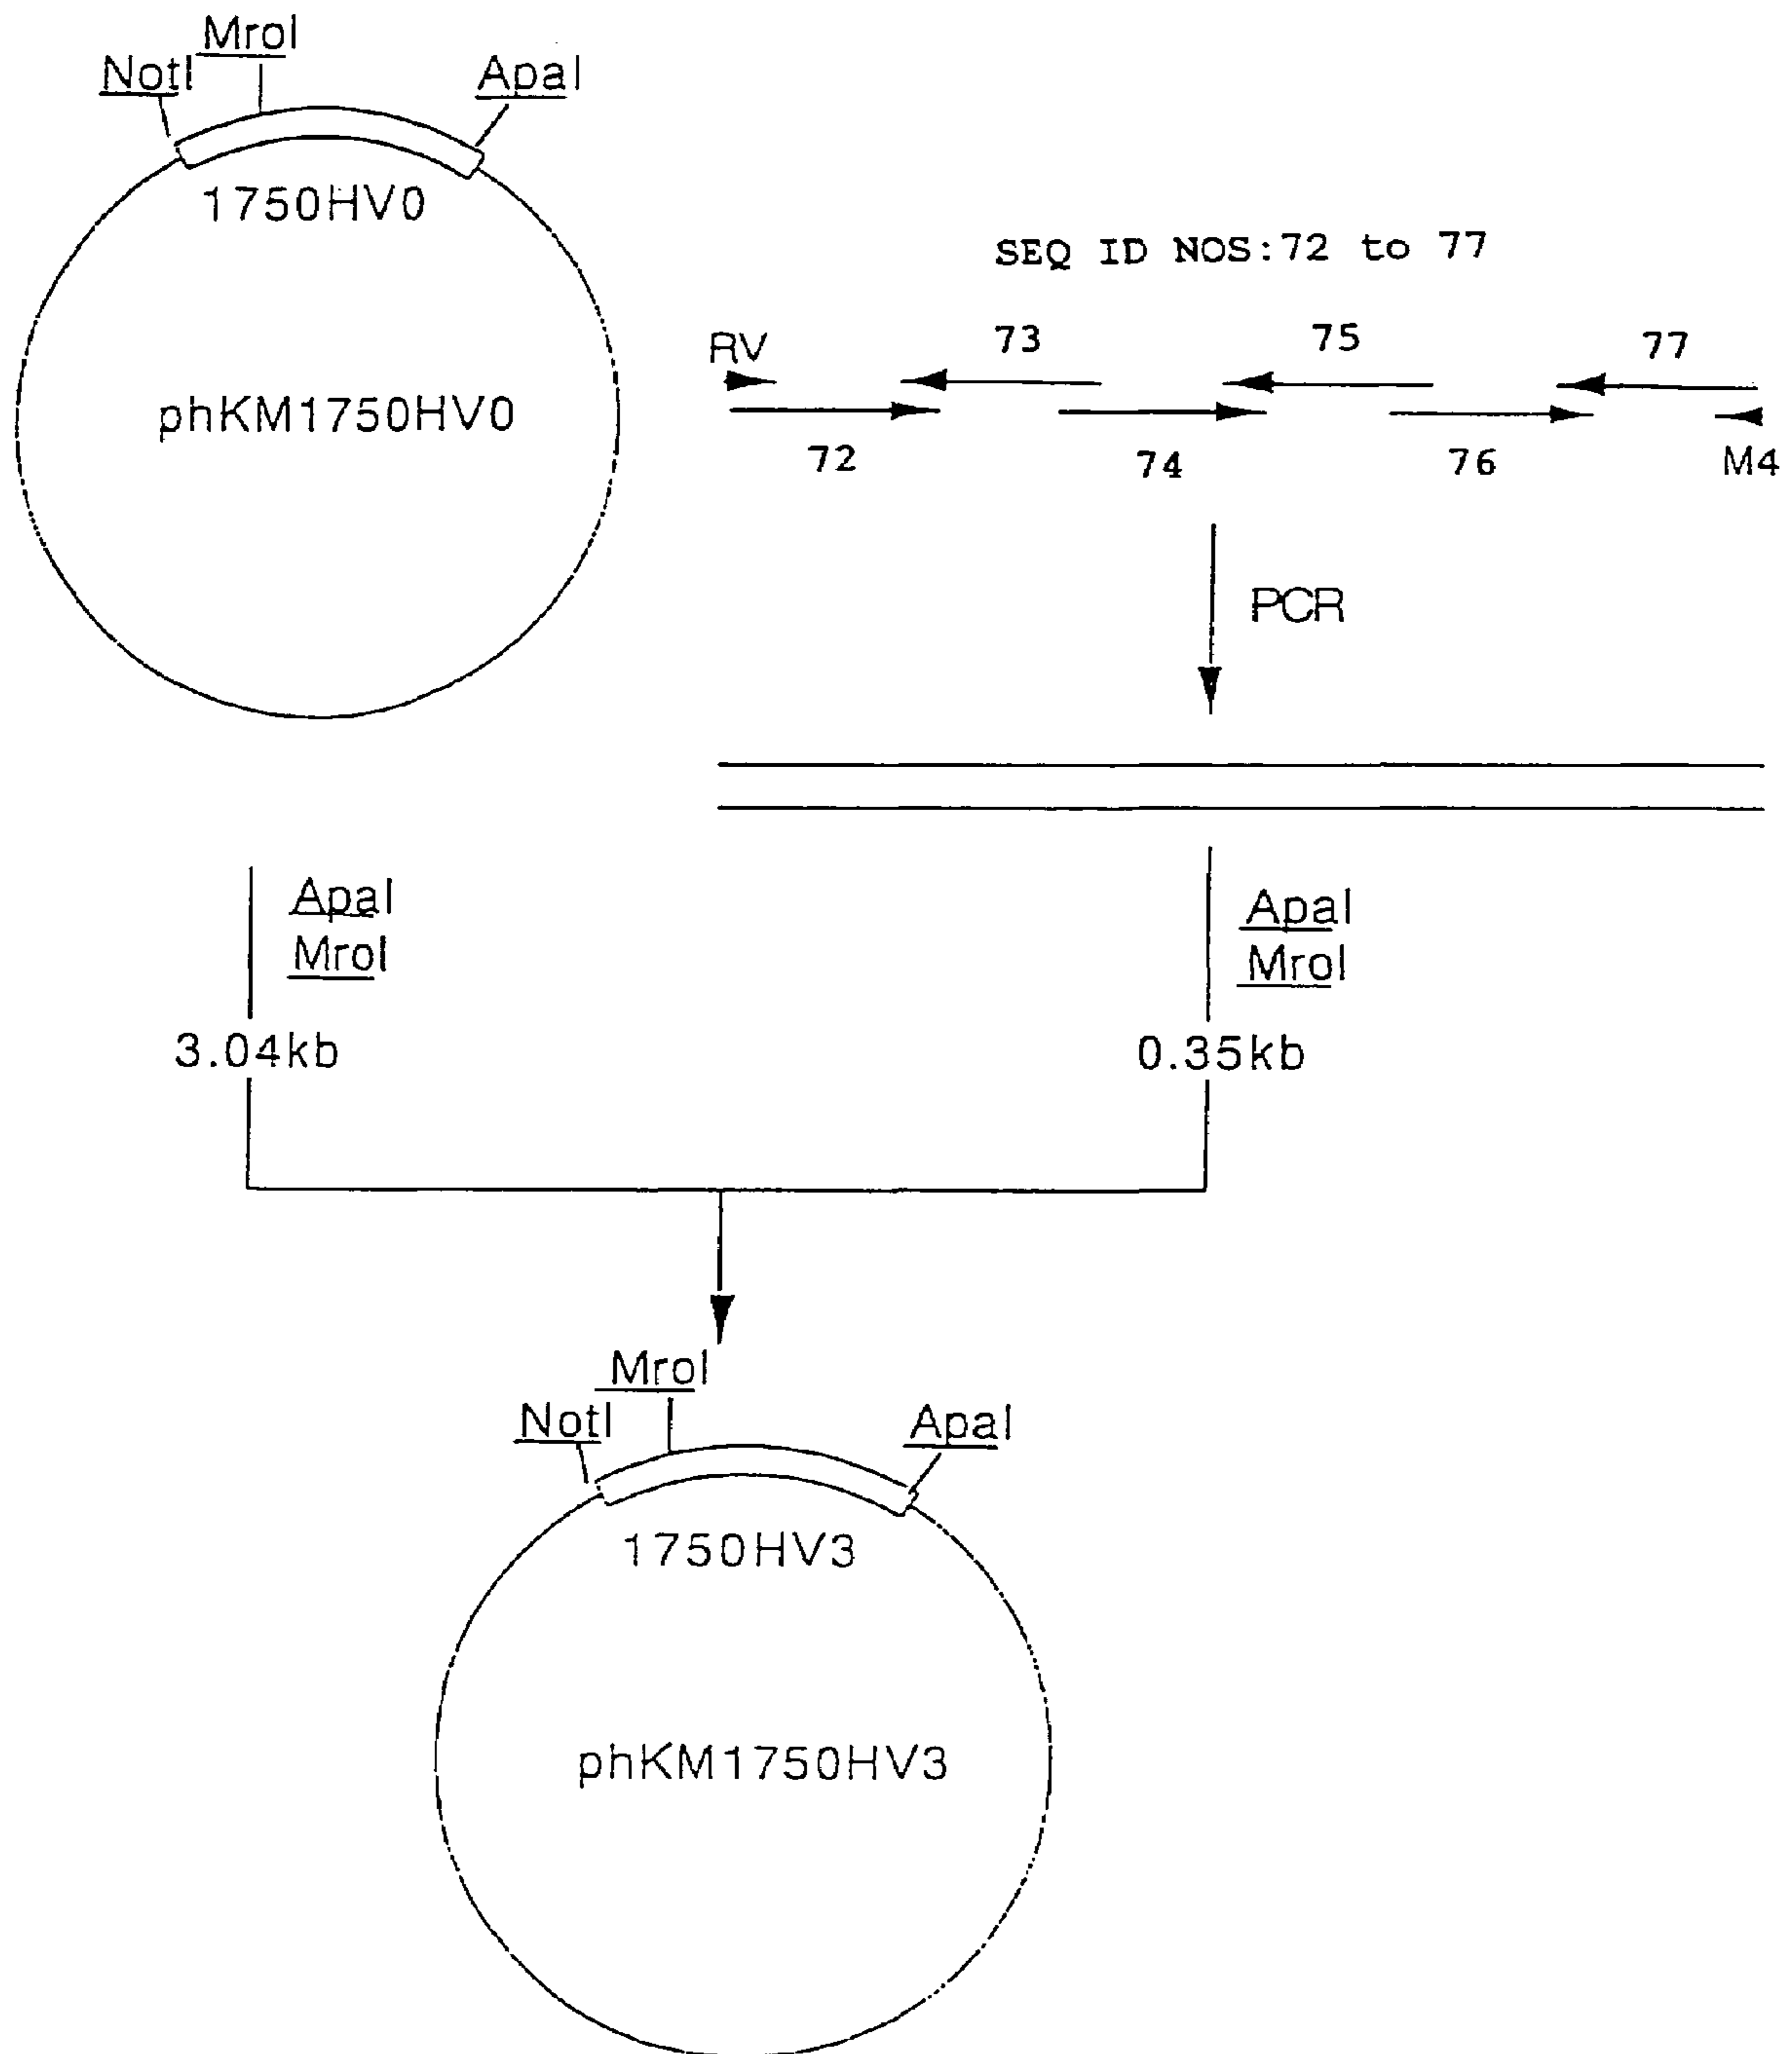 MroI
NotI
ApaI
1750HV0
phKM1750HV0
SEQ ID NOS:72 to 77
RV
73
75
77
72
74
76
M4
PCR
ApaI
MroI
3.04kb
ApaI
MroI
0.35kb
MroI
NotI
ApaI
1750HV3
phKM1750HV3